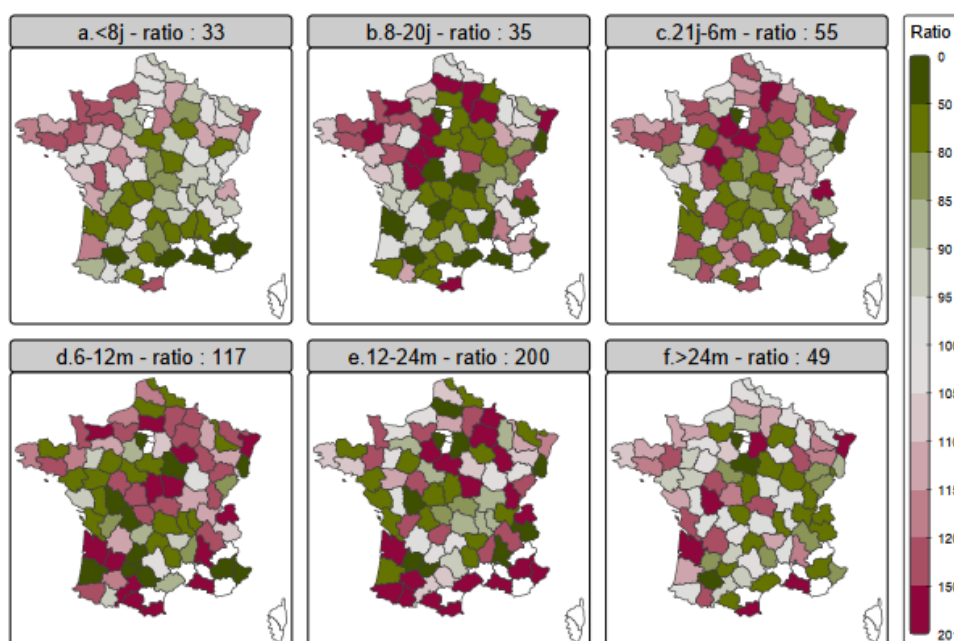 a.<8j - ratio : 33
b.8-20j - ratio : 35
c.21j-6m - ratio : 55
Ratio
0
50
80
85
90
95
100
105
110
120
150
d.6-12m - ratio : 117
e.12-24m - ratio : 200
f.>24m - ratio : 49